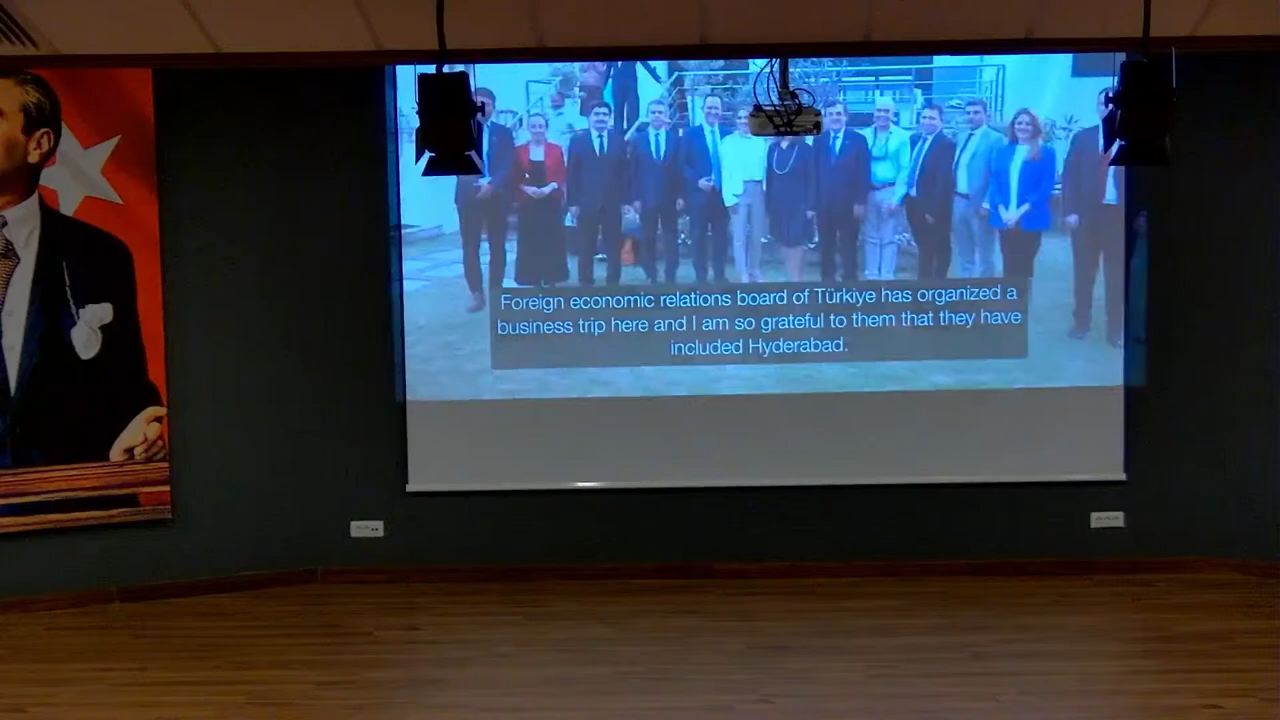 Foreign economic relations board of Türkiye has organized a
business trip here and I am so grateful to them that they have
included Hyderabad.